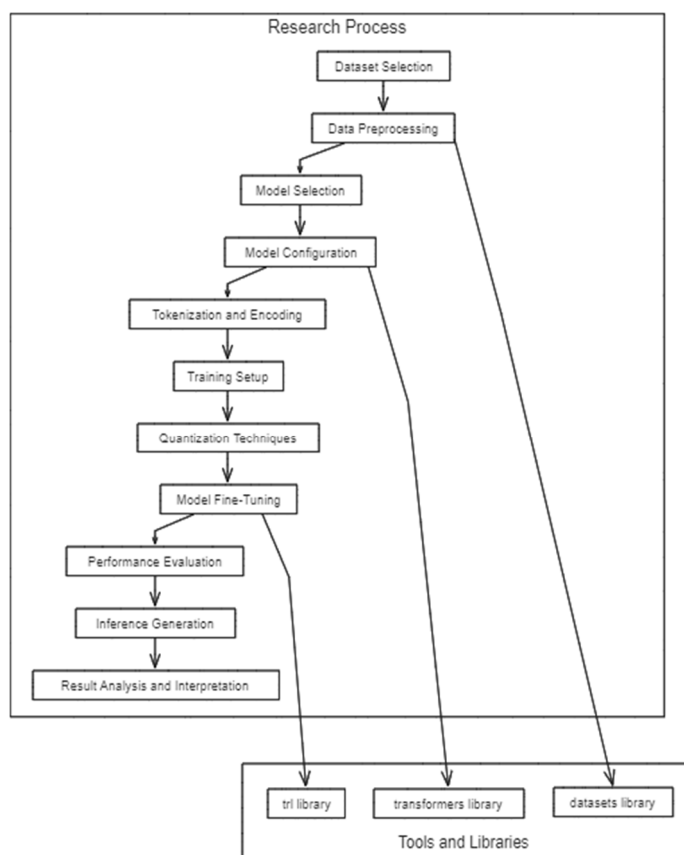 Research Process
Dataset Selection
Data Preprocessing
Model Selection
Model Configuration
Tokenization and Encoding
Training Setup
Quantization Techniques
Model Fine-Tuning
Performance Evaluation
Inference Generation
Result Analysis and Interpretation
trl library
transformers library
datasets library
Tools and Libraries